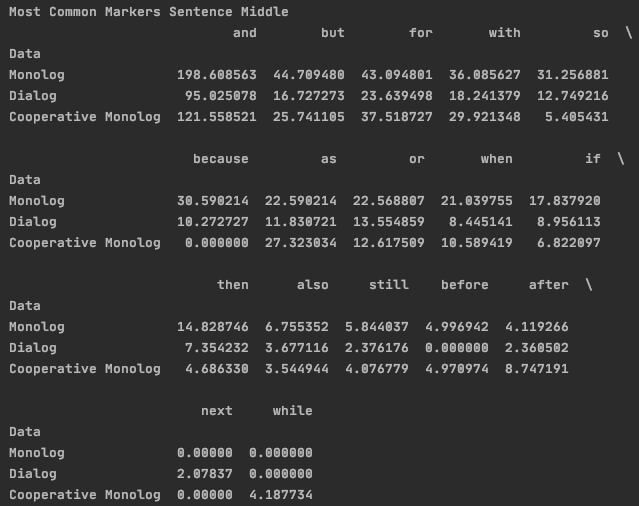 Most Common Markers Sentence Middle
and but for with so \
Data
Monolog 198.608563 44.709480 43.094801 36.085627 31.256881
Dialog 95.025078 16.727273 23.639498 18.241379 12.749216
Cooperative Monolog 121.558521 25.741105 37.518727 29.921348 5.405431
because as or when if \
Data
Monolog 30.590214 22.590214 22.568807 21.039755 17.837920
Dialog 10.272727 11.830721 13.554859 8.445141 8.956113
Cooperative Monolog 0.000000 27.323034 12.617509 10.589419 6.822097
then also still before after \
Data
Monolog 14.828746 6.755352 5.844037 4.996942 4.119266
Dialog 7.354232 3.677116 2.376176 0.000000 2.360502
Cooperative Monolog 4.686330 3.544944 4.076779 4.970974 8.747191
next while
Data
Monolog 0.00000 0.000000
Dialog 2.07837 0.000000
Cooperative Monolog 0.00000 4.187734